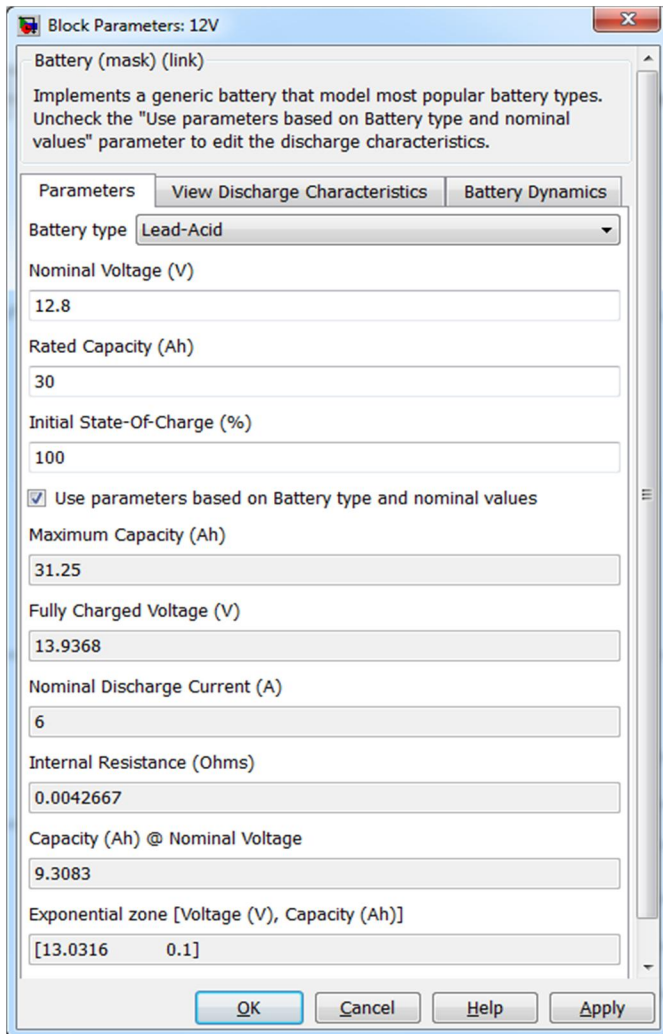 Block Parameters: 12V
Battery (mask) (link)
Implements a generic battery that model most popular battery types.
Uncheck the "Use parameters based on Battery type and nominal
values" parameter to edit the discharge characteristics.
Parameters View Discharge Characteristics Battery Dynamics
Battery type Lead-Acid
Nominal Voltage (V)
12.8
Rated Capacity (Ah)
30
Initial State-Of-Charge (%)
100
Use parameters based on Battery type and nominal values
Maximum Capacity (Ah)
31.25
Fully Charged Voltage (V)
13.9368
Nominal Discharge Current (A)
6
Internal Resistance (Ohms)
0.0042667
Capacity (Ah) @ Nominal Voltage
9.3083
Exponential zone [Voltage (V), Capacity (Ah)]
[13.0316 0.1]
OK Cancel Help Apply